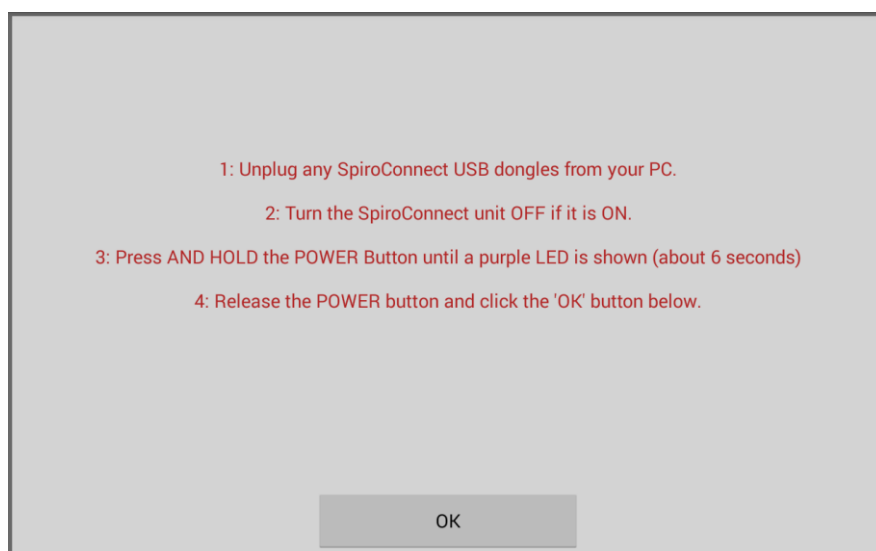 1: Unplug any SpiroConnect USB dongles from your PC.
2: Turn the SpiroConnect unit OFF if it is ON.
3: Press AND HOLD the POWER Button until a purple LED is shown (about 6 seconds)
4: Release the POWER button and click the 'OK' button below.
OK